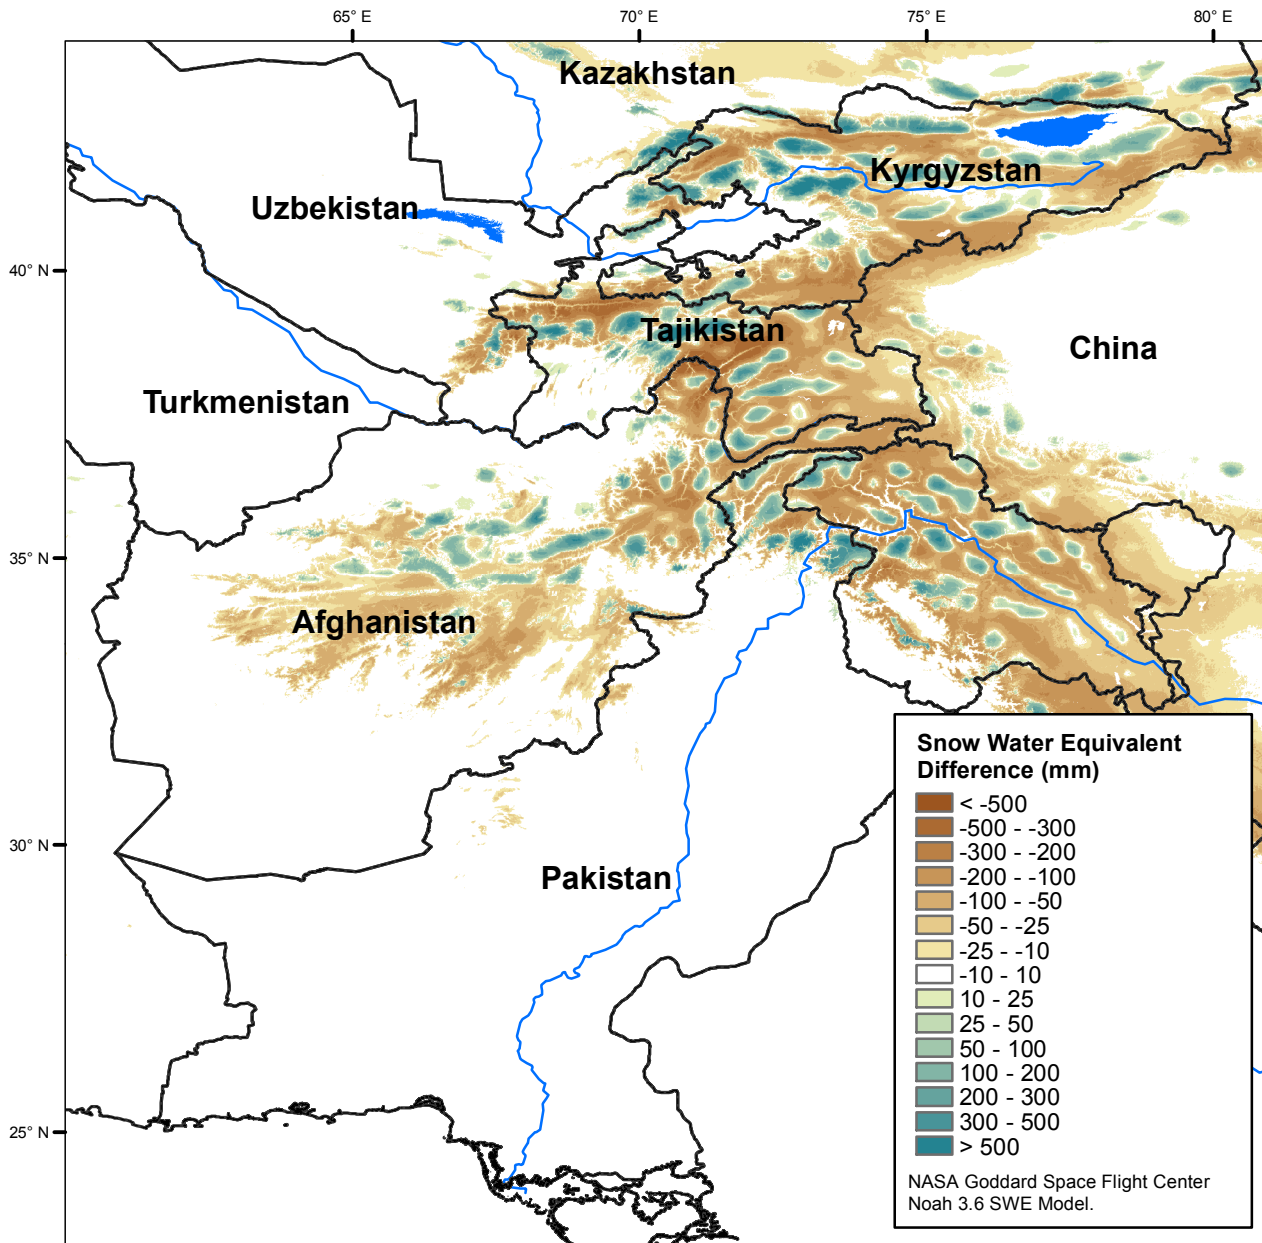 65° E
70° E
75° E
80° E
Kazakhstan
Kyrgyzstan
Uzbekistan
40° N
Tajikistan
China
Turkmenistan
35° N
Afghanistan
30° N
Pakistan
25° N
Snow Water Equivalent
Difference (mm)
< -500
-500 - -300
-300 - -200
-200 - -100
-100 - -50
-50 - -25
-25 - -10
-10 - 10
10 - 25
25 - 50
50 - 100
100 - 200
200 - 300
300 - 500
> 500
NASA Goddard Space Flight Center
Noah 3.6 SWE Model.